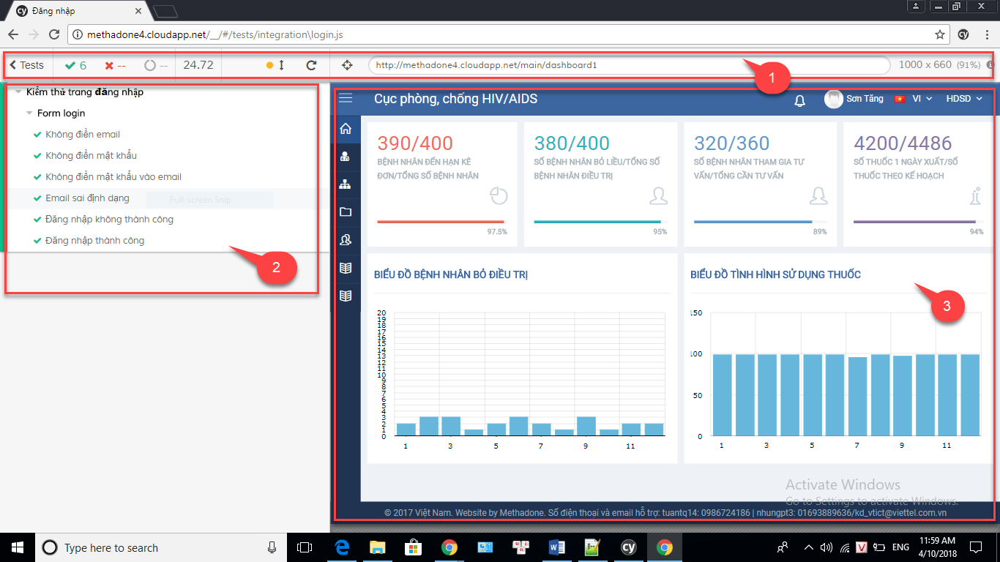 Đăng nhập
methadone4.cloudapp.net/__/#/tests/integration\login.js
Tests
6
--
--
24.72
http://methadone4.cloudapp.net/main/dashboard1
1000 x 660 (91%)
1
Kiểm thử trang đăng nhập
Form login
Không điền email
Không điền mật khẩu
Không điền mật khẩu vào email
Email sai định dạng
Full-screen Snip
Đăng nhập không thành công
Đăng nhập thành công
2
Cục phòng, chống HIV/AIDS
Sơn Tăng
VI
HDSD
390/400
BỆNH NHÂN ĐẾN HẠN KÊ
ĐƠN/TỔNG SỐ BỆNH NHÂN
97.5%
380/400
SỐ BỆNH NHÂN BỎ LIỀU/TỔNG SỐ
BỆNH NHÂN ĐIỀU TRỊ
95%
320/360
SỐ BỆNH NHÂN THAM GIA TƯ
VẤN/TỔNG CẦN TƯ VẤN
89%
4200/4486
SỐ THUỐC 1 NGÀY XUẤT/SỐ
THUỐC THEO KẾ HOẠCH
94%
BIỂU ĐỒ BỆNH NHÂN BỎ ĐIỀU TRỊ
20
19
18
17
16
15
14
13
12
11
10
9
8
7
6
5
4
3
2
1
0
1 3 5 7 9 11
BIỂU ĐỒ TÌNH HÌNH SỬ DỤNG THUỐC
3
150
100
50
0
1 3 5 7 9 11
Activate Windows
Go to Settings to activate Windows.
© 2017 Việt Nam. Website by Methadone. Số điện thoại và email hỗ trợ: tuantq14: 0986724186 | nhungpt3: 01693889636/kd_vtict@viettel.com.vn
Type here to search
ENG
11:59 AM
4/10/2018